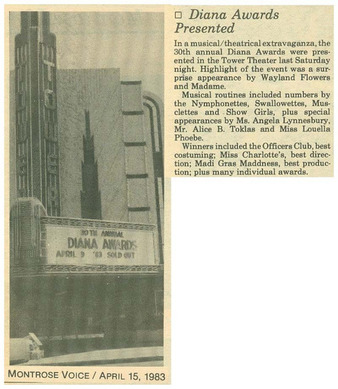 □ Diana Awards
Presented
In a musical/theatrical extravaganza, the
30th annual Diana Awards were pre-
sented in the Tower Theater last Saturday
night. Highlight of the event was a sur-
prise appearance by Wayland Flowers
and Madame.
Musical routines included numbers by
the Nymphonettes, Swallowettes, Mus-
clettes and Show Girls, plus special
appearances by Ms. Angela Lynnesbury,
Mr. Alice B. Toklas and Miss Louella
Phoebe.
Winners included the Officers Club, best
costuming; Miss Charlotte's, best direc-
tion; Madi Gras Maddness, best produc-
tion; plus many individual awards.
TOWER
30TH ANNUAL
DIANA AWARDS
APRIL 9 '83 SOLD OUT
MONTROSE VOICE / APRIL 15, 1983